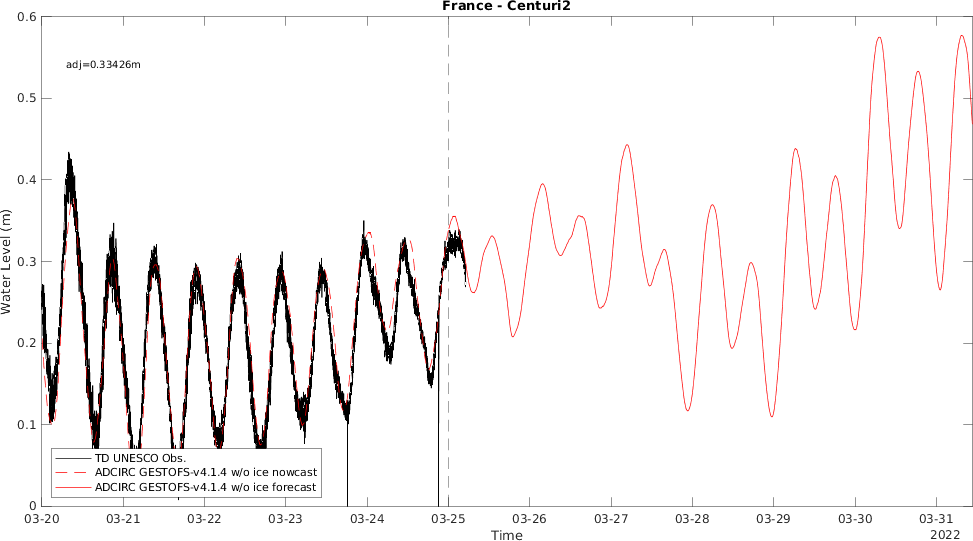 France - Centuri2
adj=0.33426m
Water Level (m)
0.6
0.5
0.4
0.3
0.2
0.1
0
TD UNESCO Obs.
ADCIRC GESTOFS-v4.1.4 w/o ice nowcast
ADCIRC GESTOFS-v4.1.4 w/o ice forecast
03-20 03-21 03-22 03-23 03-24 03-25 03-26 03-27 03-28 03-29 03-30 03-31
Time
2022